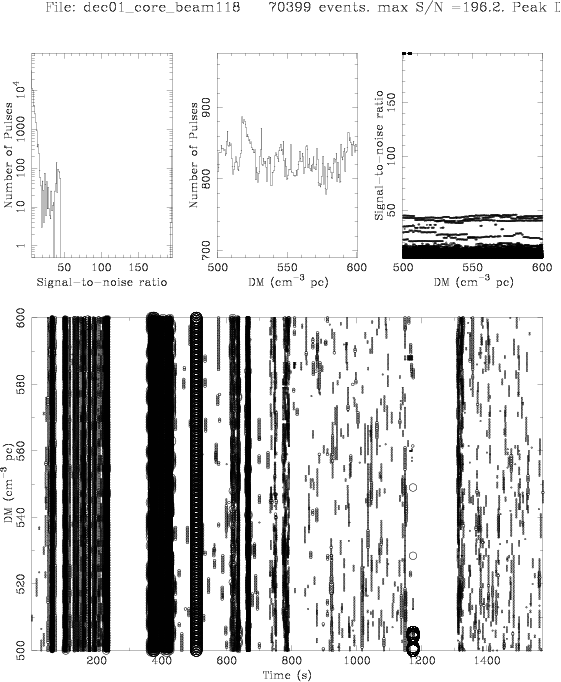 File: dec01_core_beam118 70399 events. max S/N =196.2. Peak
Number of Pulses
10⁴
1000
100
10
1
50 100 150
Signal-to-noise ratio
Number of Pulses
900
800
700
500 550 600
DM (cm⁻³ pc)
Signal-to-noise ratio
150
100
50
500 550 600
DM (cm⁻³ pc)
DM (cm⁻³ pc)
600
580
560
540
520
500
200 400 600 800 1000 1200 1400
Time (s)